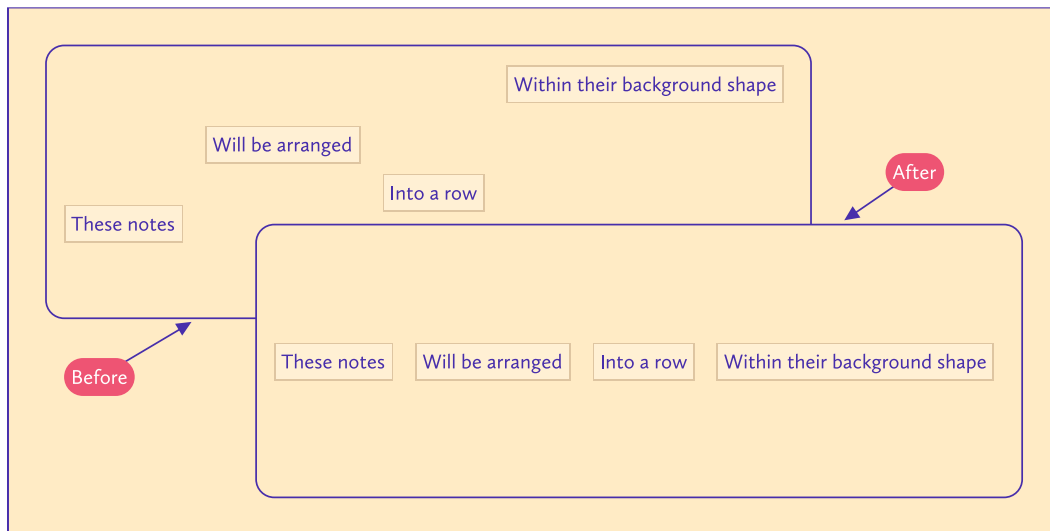 Within their background shape
Will be arranged
After
Into a row
These notes
These notes
Will be arranged
Into a row
Within their background shape
Before